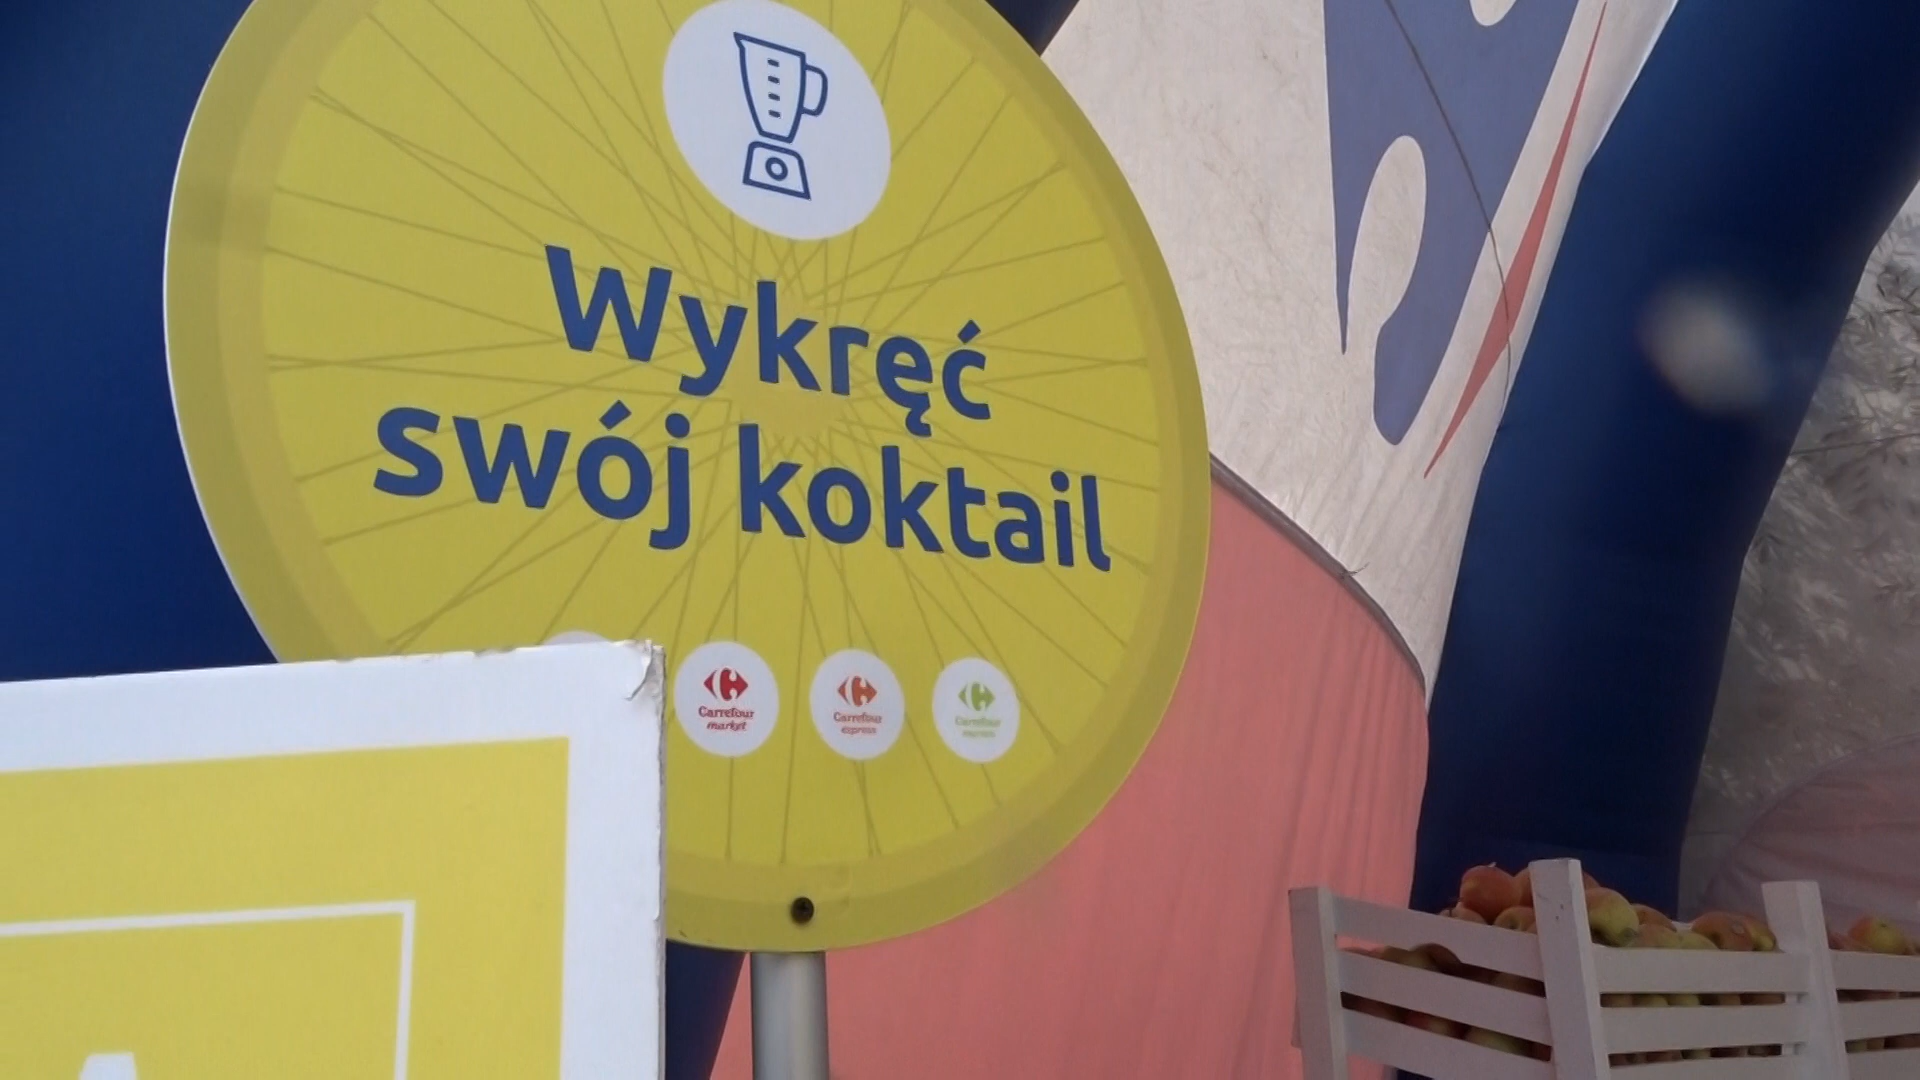 Wykręć
swój koktail
Carrefour
market
Carrefour
express
Carrefour